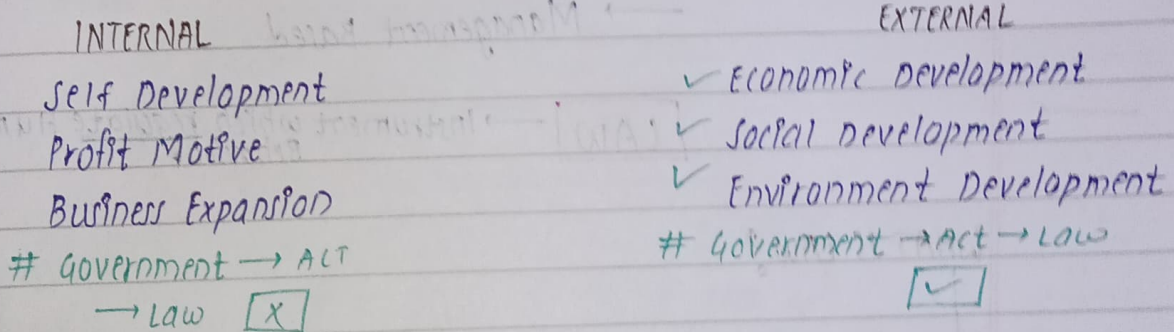 INTERNAL
Self Development
Profit Motive
Business Expansion
# Government → ACT
→ Law [x]
EXTERNAL
✓ Economic Development
✓ Social Development
✓ Environment Development
# Government → Act → Law
[✓]